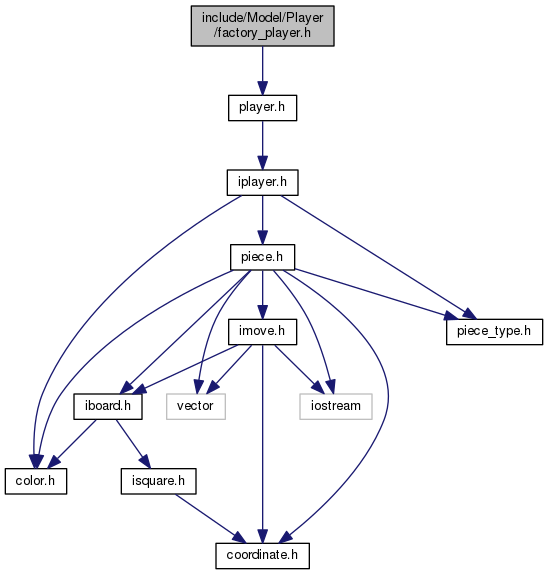 include/Model/Player
/factory_player.h
player.h
iplayer.h
piece.h
imove.h
piece_type.h
iboard.h
vector
iostream
color.h
isquare.h
coordinate.h